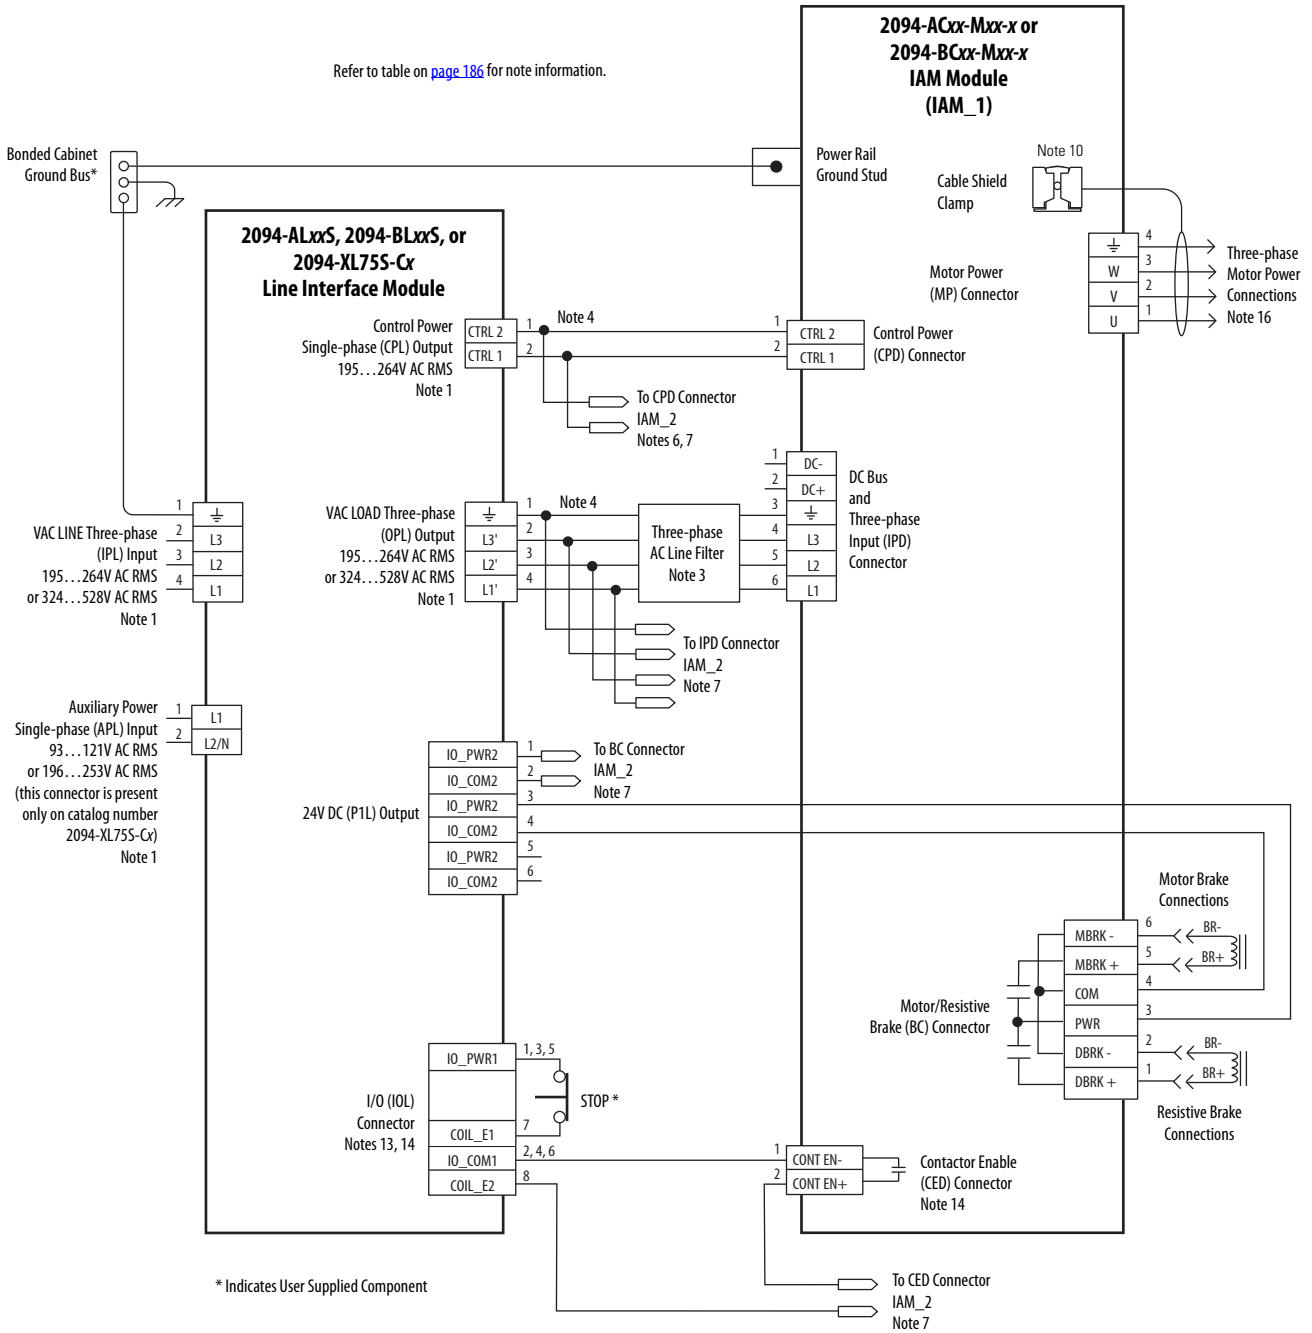 2094-ACxx-Mxx-x or
2094-BCxx-Mxx-x
IAM Module
(IAM_1)
Refer to table on page 186 for note information.
Bonded Cabinet
Ground Bus*
Power Rail
Ground Stud
Note 10
Cable Shield
Clamp
2094-ALxxS, 2094-BLxxS, or
2094-XL75S-Cx
Line Interface Module
Motor Power
(MP) Connector
4
W
3
V
2
U
1
Three-phase
Motor Power
Connections
Note 16
Control Power
Single-phase (CPL) Output
195…264V AC RMS
Note 1
CTRL 2
1
CTRL 1
2
Note 4
1
CTRL 2
2
CTRL 1
Control Power
(CPD) Connector
To CPD Connector
IAM_2
Notes 6, 7
VAC LINE Three-phase
(IPL) Input
195…264V AC RMS
or 324…528V AC RMS
Note 1
1
2
L3
3
L2
4
L1
VAC LOAD Three-phase
(OPL) Output
195…264V AC RMS
or 324…528V AC RMS
Note 1
1
L3'
2
L2'
3
L1'
4
Note 4
Three-phase
AC Line Filter
Note 3
1
DC-
2
DC+
3
4
L3
5
L2
6
L1
DC Bus
and
Three-phase
Input (IPD)
Connector
To IPD Connector
IAM_2
Note 7
Auxiliary Power
Single-phase (APL) Input
93…121V AC RMS
or 196…253V AC RMS
(this connector is present
only on catalog number
2094-XL75S-Cx)
Note 1
1
L1
2
L2/N
24V DC (P1L) Output
IO_PWR2
1
IO_COM2
2
IO_PWR2
3
IO_COM2
4
IO_PWR2
5
IO_COM2
6
To BC Connector
IAM_2
Note 7
Motor Brake
Connections
Motor/Resistive
Brake (BC) Connector
MBRK -
6
BR-
MBRK +
5
BR+
COM
4
PWR
3
DBRK -
2
BR-
DBRK +
1
BR+
Resistive Brake
Connections
I/O (IOL)
Connector
Notes 13, 14
IO_PWR1
1, 3, 5
STOP *
COIL_E1
7
IO_COM1
2, 4, 6
COIL_E2
8
1
CONT EN-
2
CONT EN+
Contactor Enable
(CED) Connector
Note 14
* Indicates User Supplied Component
To CED Connector
IAM_2
Note 7